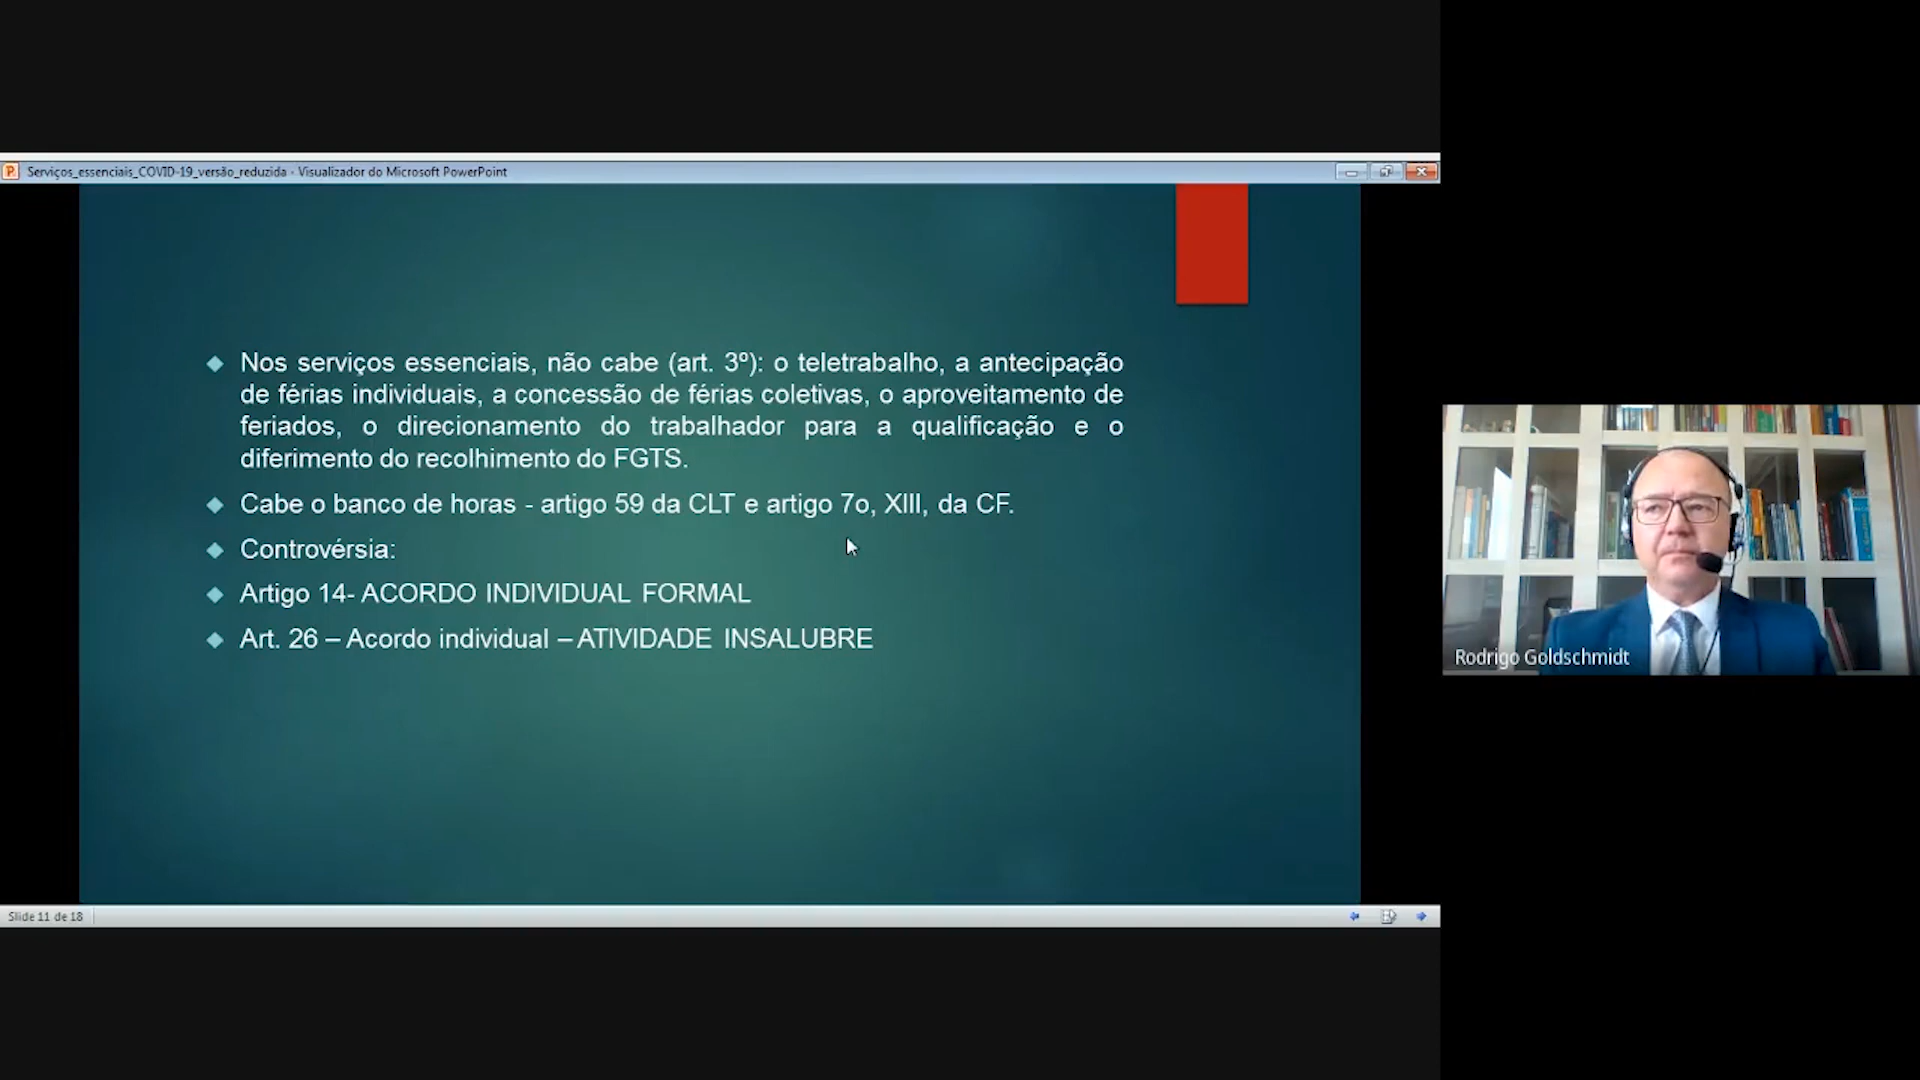 Serviços_essenciais_COVID-19_versão_reduzida - Visualizador do Microsoft PowerPoint
Nos serviços essenciais, não cabe (art. 3º): o teletrabalho, a antecipação
de férias individuais, a concessão de férias coletivas, o aproveitamento de
feriados, o direcionamento do trabalhador para a qualificação e o
diferimento do recolhimento do FGTS.
Cabe o banco de horas - artigo 59 da CLT e artigo 7o, XIII, da CF.
Controvérsia:
Artigo 14- ACORDO INDIVIDUAL FORMAL
Art. 26 – Acordo individual – ATIVIDADE INSALUBRE
Rodrigo Goldschmidt
Slide 11 de 18